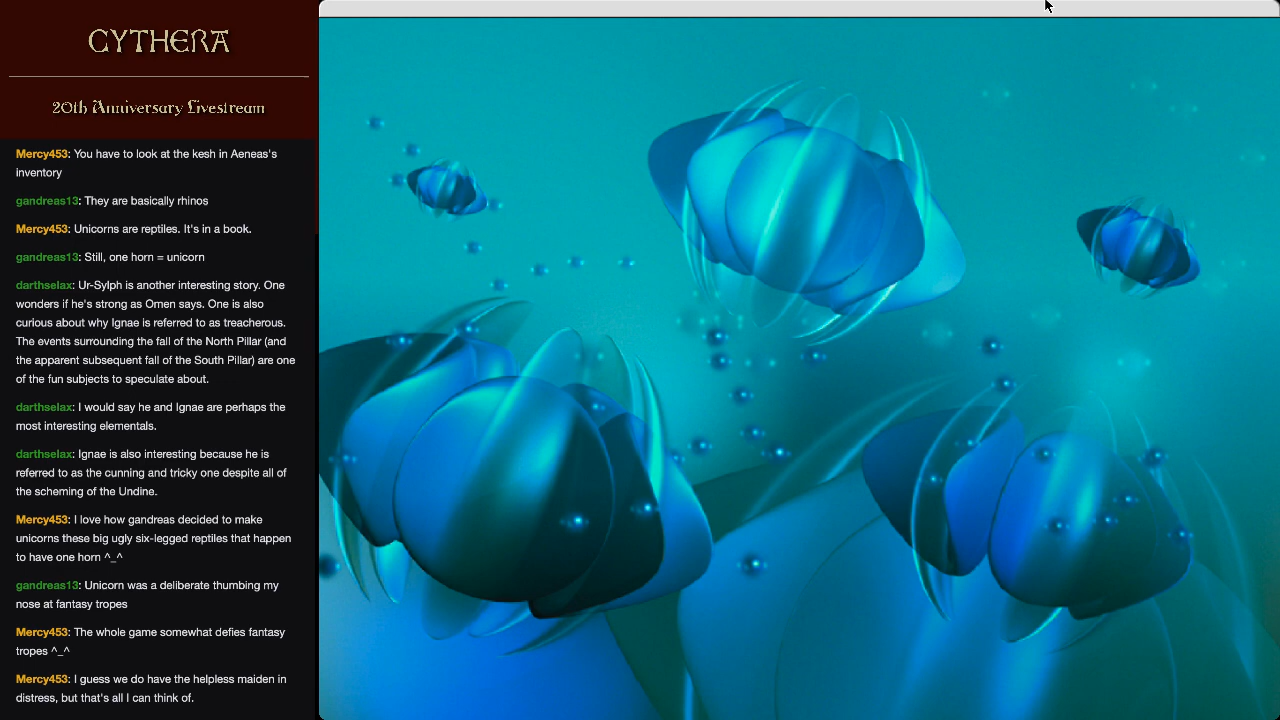 CYTHERA
20th Anniversary Livestream
Mercy453: You have to look at the kesh in Aeneas's
inventory
gandreas13: They are basically rhinos
Mercy453: Unicorns are reptiles. It's in a book.
gandreas13: Still, one horn = unicorn
darthselax: Ur-Sylph is another interesting story. One
wonders if he's strong as Omen says. One is also
curious about why Ignae is referred to as treacherous.
The events surrounding the fall of the North Pillar (and
the apparent subsequent fall of the South Pillar) are one
of the fun subjects to speculate about.
darthselax: I would say he and Ignae are perhaps the
most interesting elementals.
darthselax: Ignae is also interesting because he is
referred to as the cunning and tricky one despite all of
the scheming of the Undine.
Mercy453: I love how gandreas decided to make
unicorns these big ugly six-legged reptiles that happen
to have one horn ^_^
gandreas13: Unicorn was a deliberate thumbing my
nose at fantasy tropes
Mercy453: The whole game somewhat defies fantasy
tropes ^_^
Mercy453: I guess we do have the helpless maiden in
distress, but that's all I can think of.